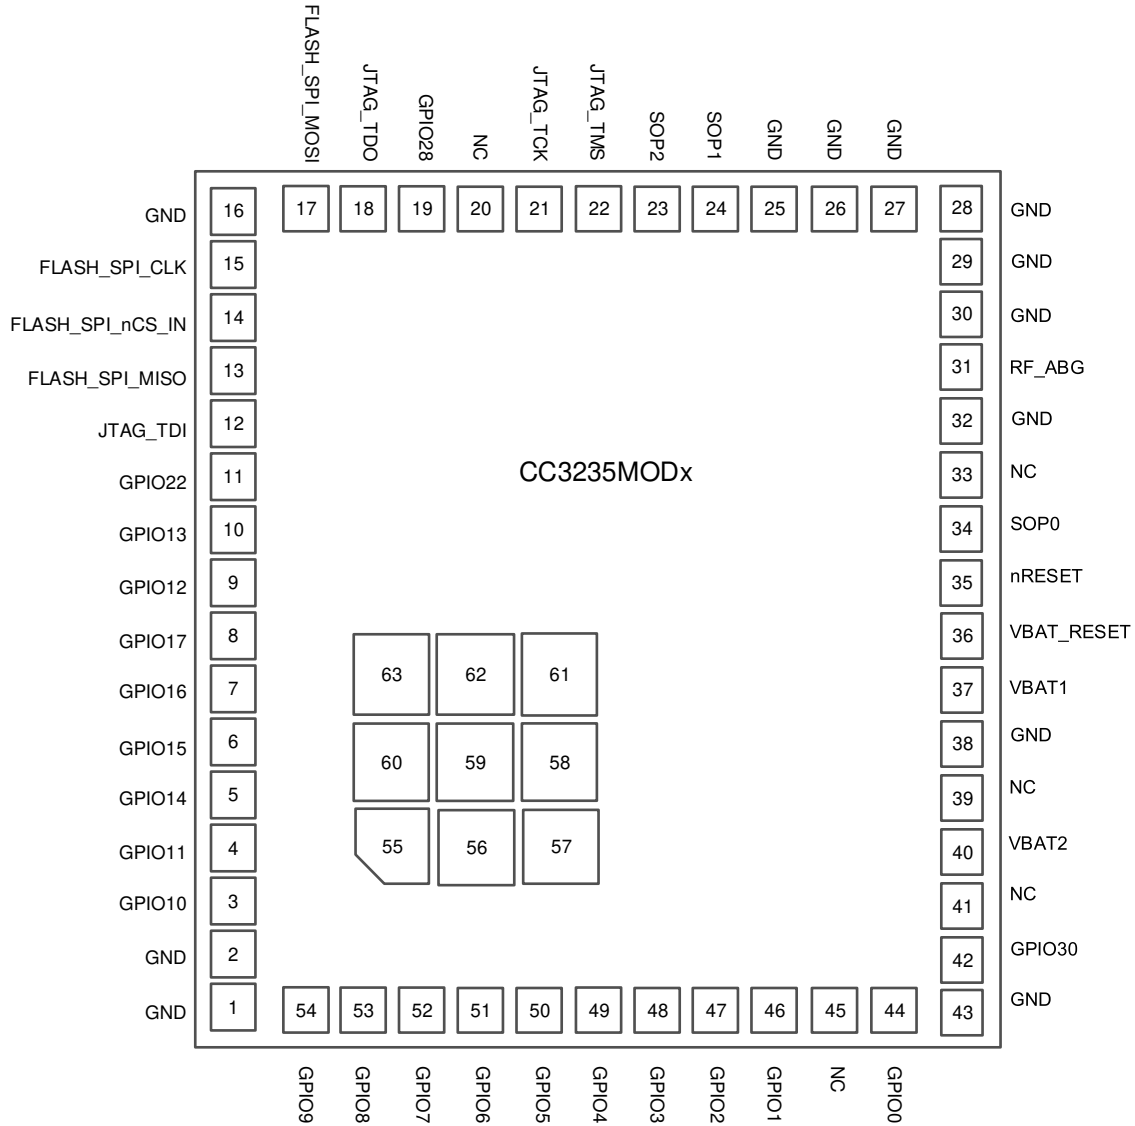 FLASH_SPI_MOSI
JTAG_TDO
GPIO28
NC
JTAG_TCK
JTAG_TMS
SOP2
SOP1
GND
GND
GND
16
17
18
19
20
21
22
23
24
25
26
27
28
GND
GND
15
29
FLASH_SPI_CLK
GND
14
30
FLASH_SPI_nCS_IN
GND
13
31
FLASH_SPI_MISO
RF_ABG
12
32
JTAG_TDI
GND
CC3235MODx
11
33
GPIO22
NC
10
34
GPIO13
SOP0
9
35
GPIO12
nRESET
8
36
GPIO17
VBAT_RESET
63
62
61
7
37
GPIO16
VBAT1
6
38
GPIO15
GND
60
59
58
5
39
GPIO14
NC
4
40
GPIO11
VBAT2
55
56
57
3
41
GPIO10
NC
2
42
GND
GPIO30
1
54
53
52
51
50
49
48
47
46
45
44
43
GND
GND
GPIO9
GPIO8
GPIO7
GPIO6
GPIO5
GPIO4
GPIO3
GPIO2
GPIO1
NC
GPIO0